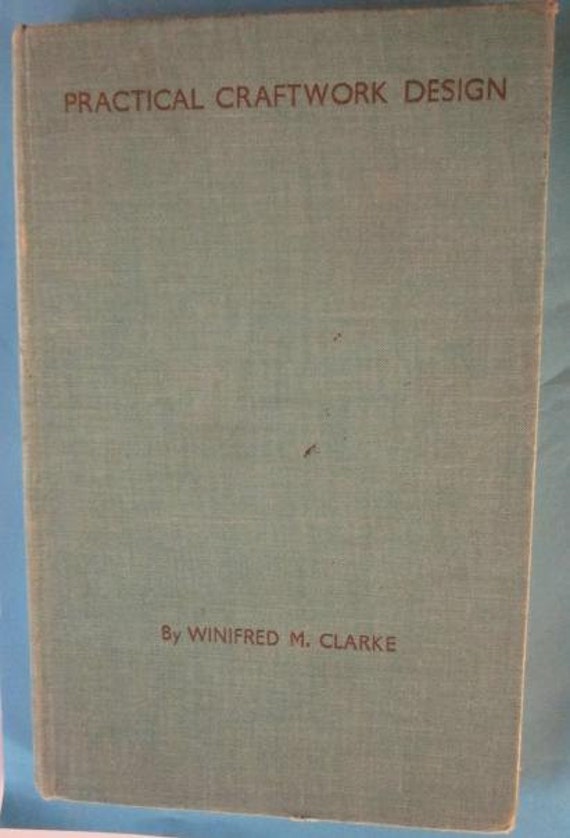 PRACTICAL CRAFTWORK DESIGN
By WINIFRED M. CLARKE